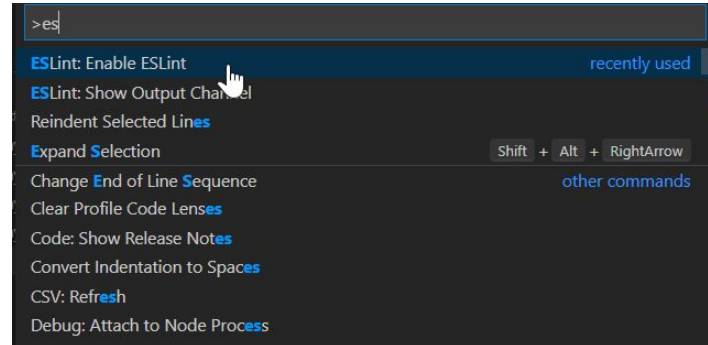 >es
ESLint: Enable ESLint recently used
ESLint: Show Output Channel
Reindent Selected Lines
Expand Selection Shift + Alt + RightArrow
Change End of Line Sequence other commands
Clear Profile Code Lenses
Code: Show Release Notes
Convert Indentation to Spaces
CSV: Refresh
Debug: Attach to Node Process